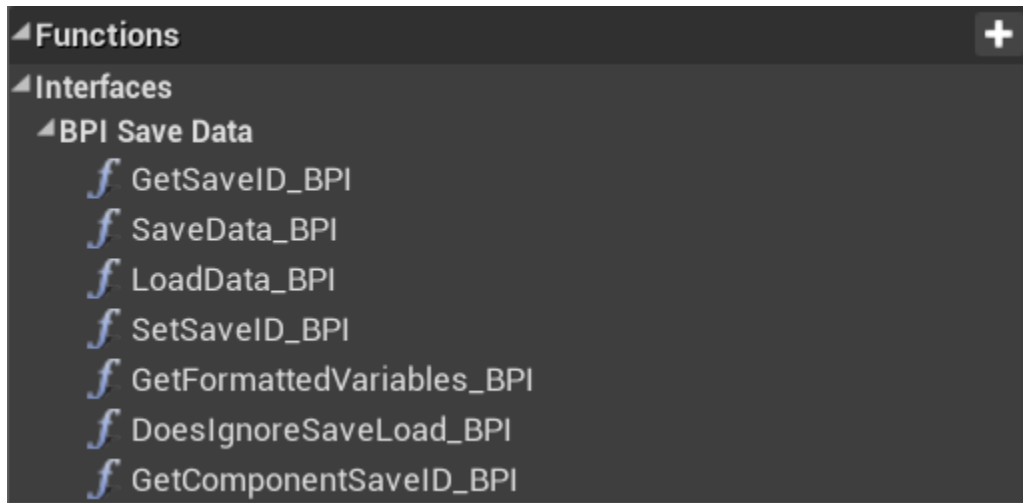 Functions
Interfaces
BPI Save Data
GetSaveID_BPI
SaveData_BPI
LoadData_BPI
SetSaveID_BPI
GetFormattedVariables_BPI
DoesIgnoreSaveLoad_BPI
GetComponentSaveID_BPI